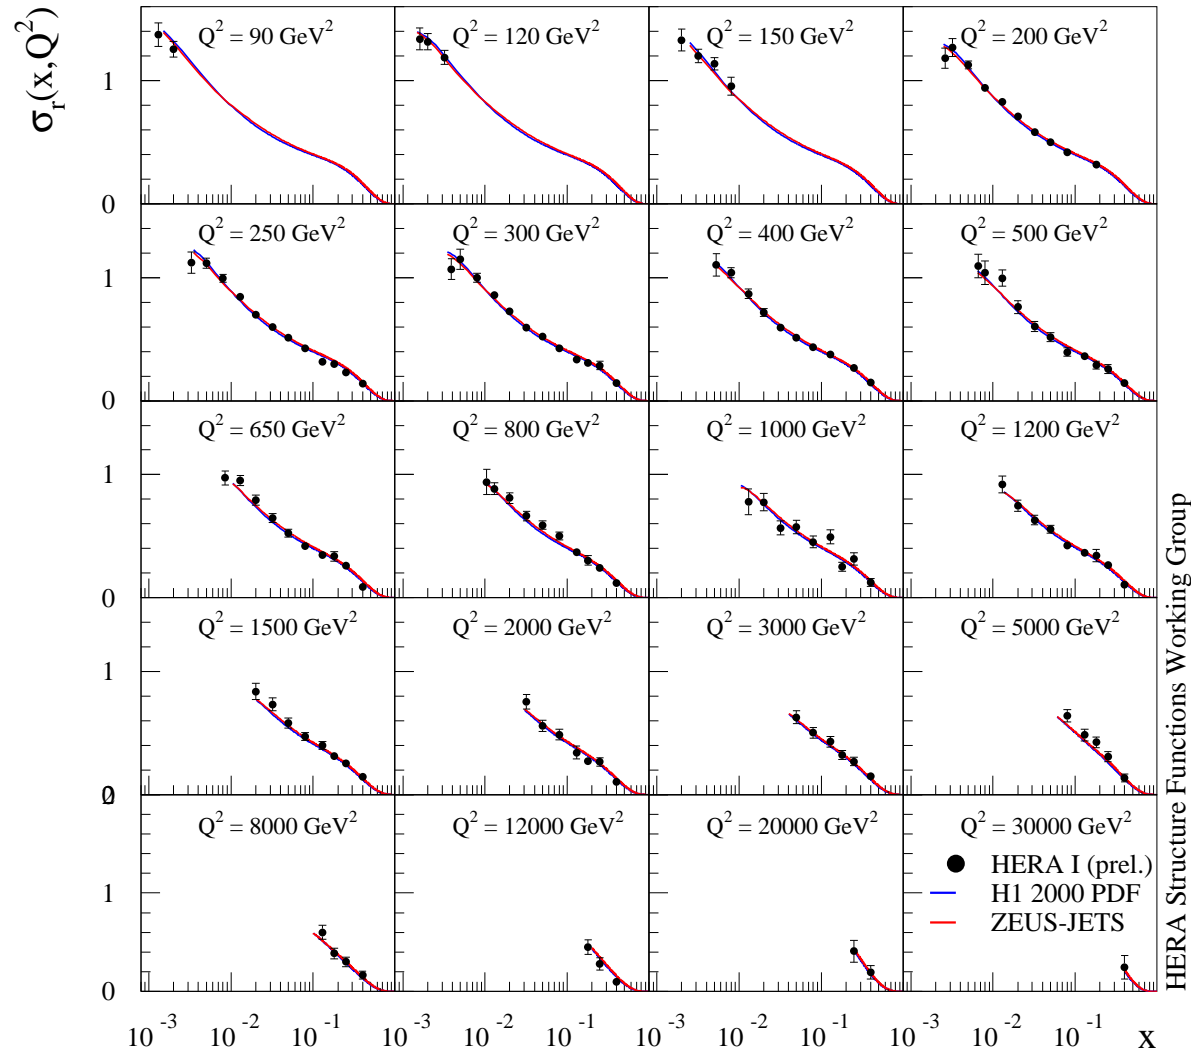 σr(x,Q²)
Q² = 90 GeV²
Q² = 120 GeV²
Q² = 150 GeV²
Q² = 200 GeV²
1
0
Q² = 250 GeV²
Q² = 300 GeV²
Q² = 400 GeV²
Q² = 500 GeV²
1
0
Q² = 650 GeV²
Q² = 800 GeV²
Q² = 1000 GeV²
Q² = 1200 GeV²
1
0
Q² = 1500 GeV²
Q² = 2000 GeV²
Q² = 3000 GeV²
Q² = 5000 GeV²
1
0
2
Q² = 8000 GeV²
Q² = 12000 GeV²
Q² = 20000 GeV²
Q² = 30000 GeV²
HERA I (prel.)
H1 2000 PDF
ZEUS-JETS
1
0
10⁻³ 10⁻² 10⁻¹ 10⁻³ 10⁻² 10⁻¹ 10⁻³ 10⁻² 10⁻¹ 10⁻³ 10⁻² 10⁻¹ x
HERA Structure Functions Working Group